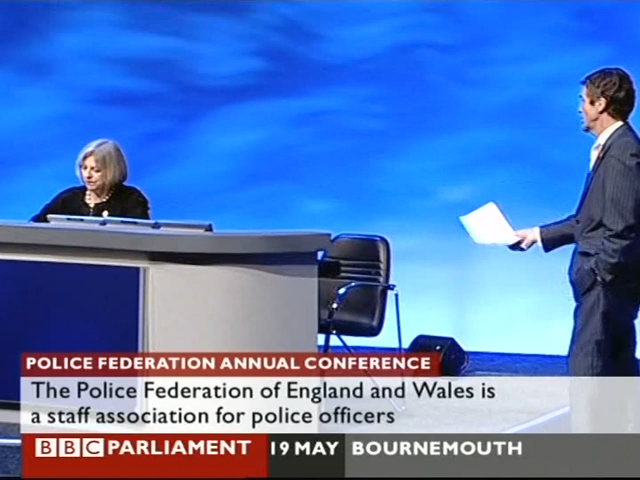 POLICE FEDERATION ANNUAL CONFERENCE
The Police Federation of England and Wales is
a staff association for police officers
BBC PARLIAMENT 19 MAY BOURNEMOUTH